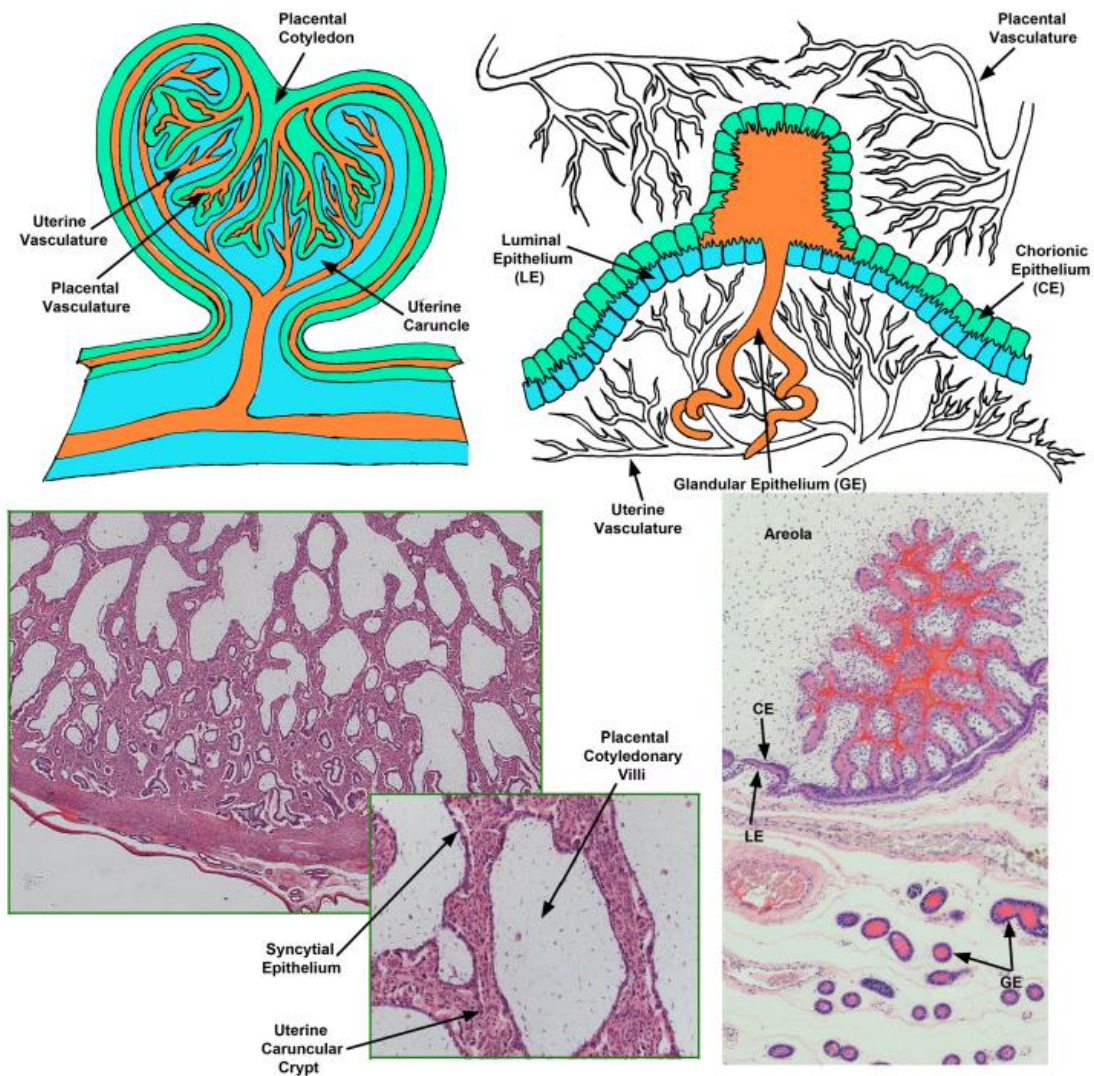 Placental
Cotyledon
Uterine
Vasculature
Placental
Vasculature
Uterine
Caruncle
Placental
Vasculature
Luminal
Epithelium
(LE)
Chorionic
Epithelium
(CE)
Glandular Epithelium (GE)
Uterine
Vasculature
Areola
CE
LE
GE
Placental
Cotyledonary
Villi
Syncytial
Epithelium
Uterine
Caruncular
Crypt